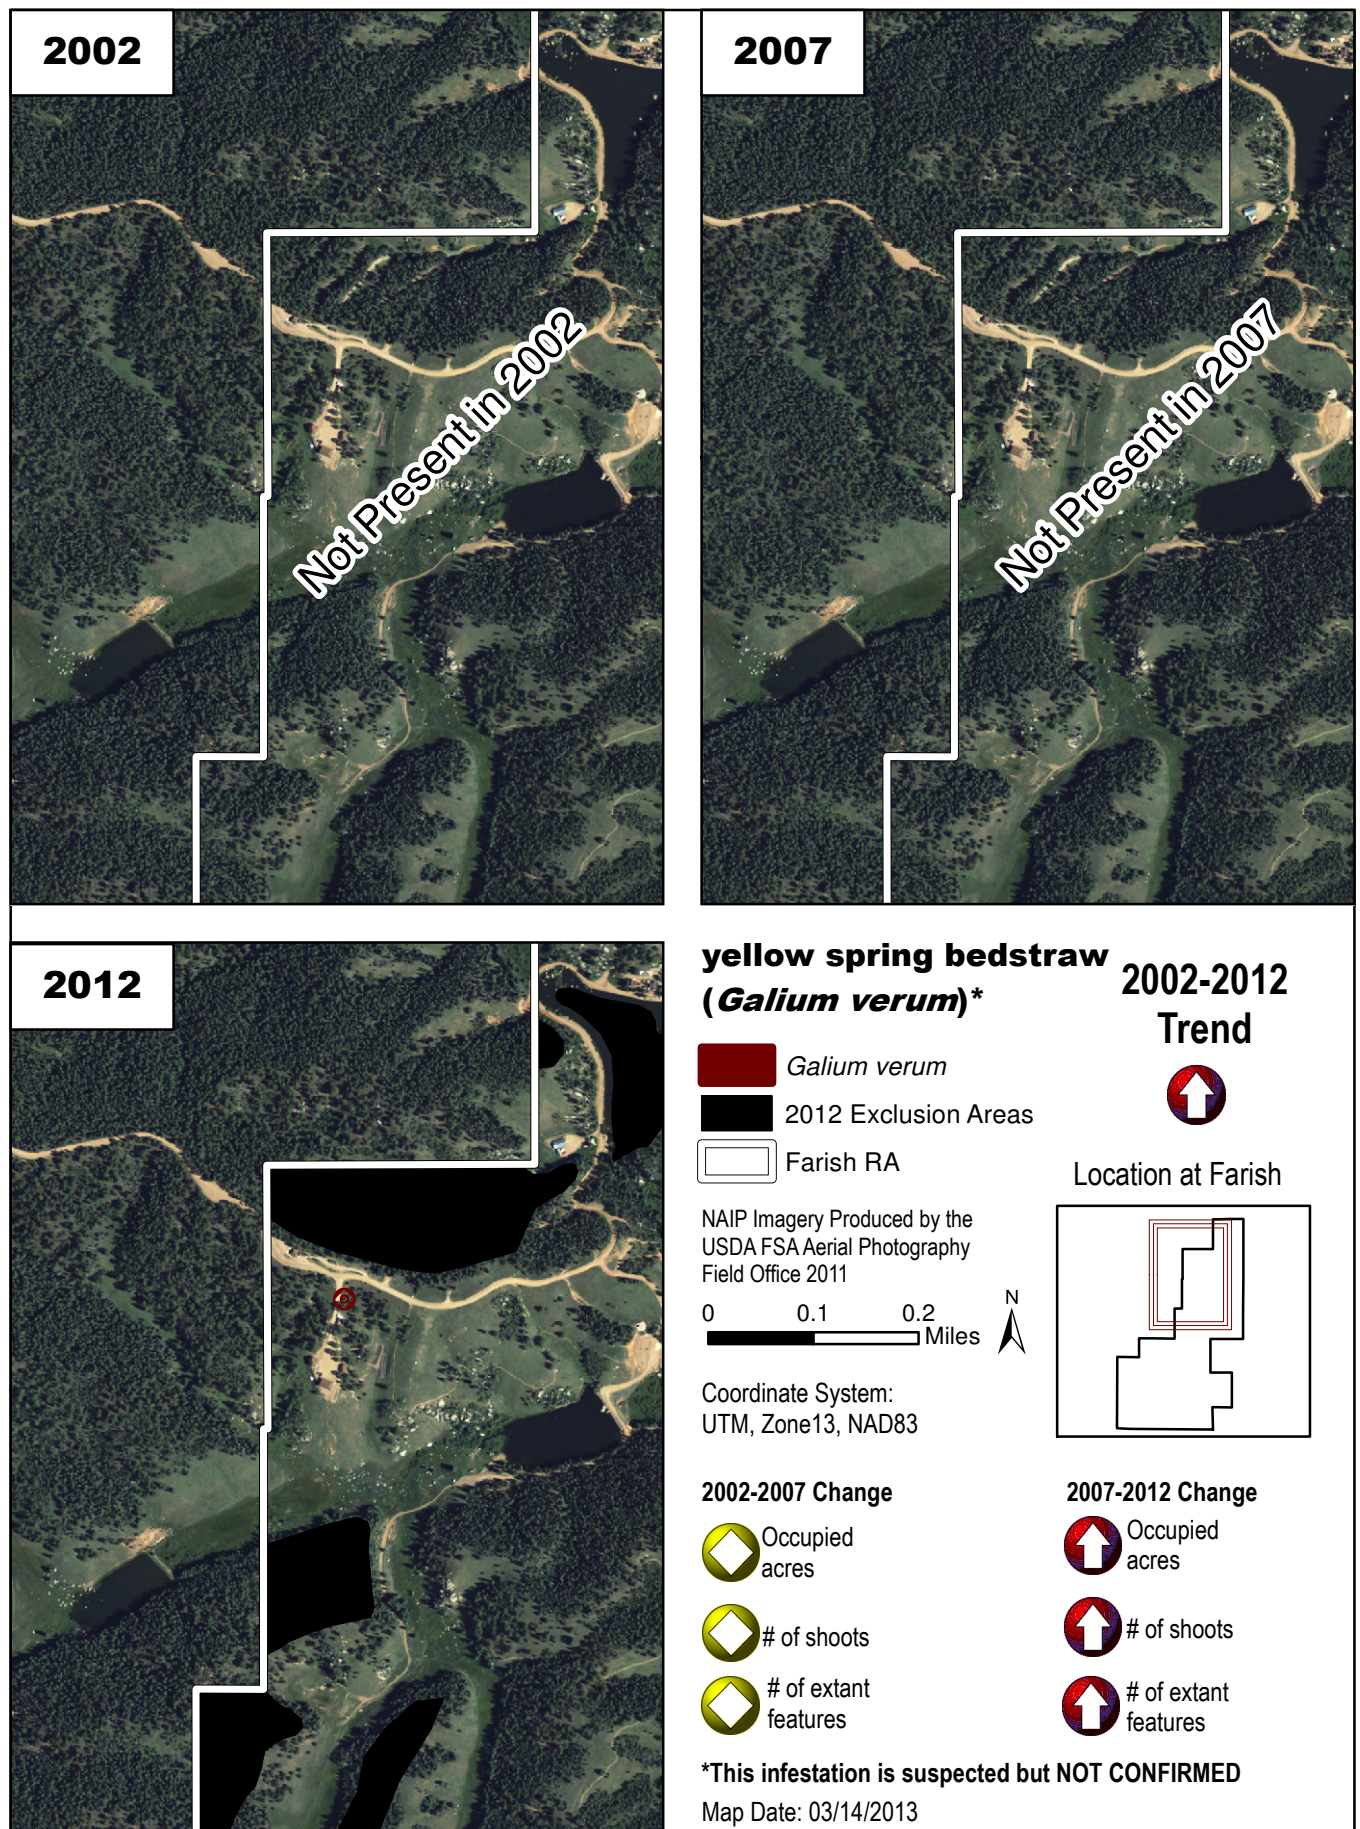 2002
2007
Not Present in 2002
Not Present in 2007
2012
yellow spring bedstraw
(Galium verum)*
2002-2012
Trend
Galium verum
2012 Exclusion Areas
Farish RA
Location at Farish
NAIP Imagery Produced by the
USDA FSA Aerial Photography
Field Office 2011
0 0.1 0.2
Miles
N
Coordinate System:
UTM, Zone13, NAD83
2002-2007 Change
Occupied
acres
# of shoots
# of extant
features
2007-2012 Change
Occupied
acres
# of shoots
# of extant
features
*This infestation is suspected but NOT CONFIRMED
Map Date: 03/14/2013